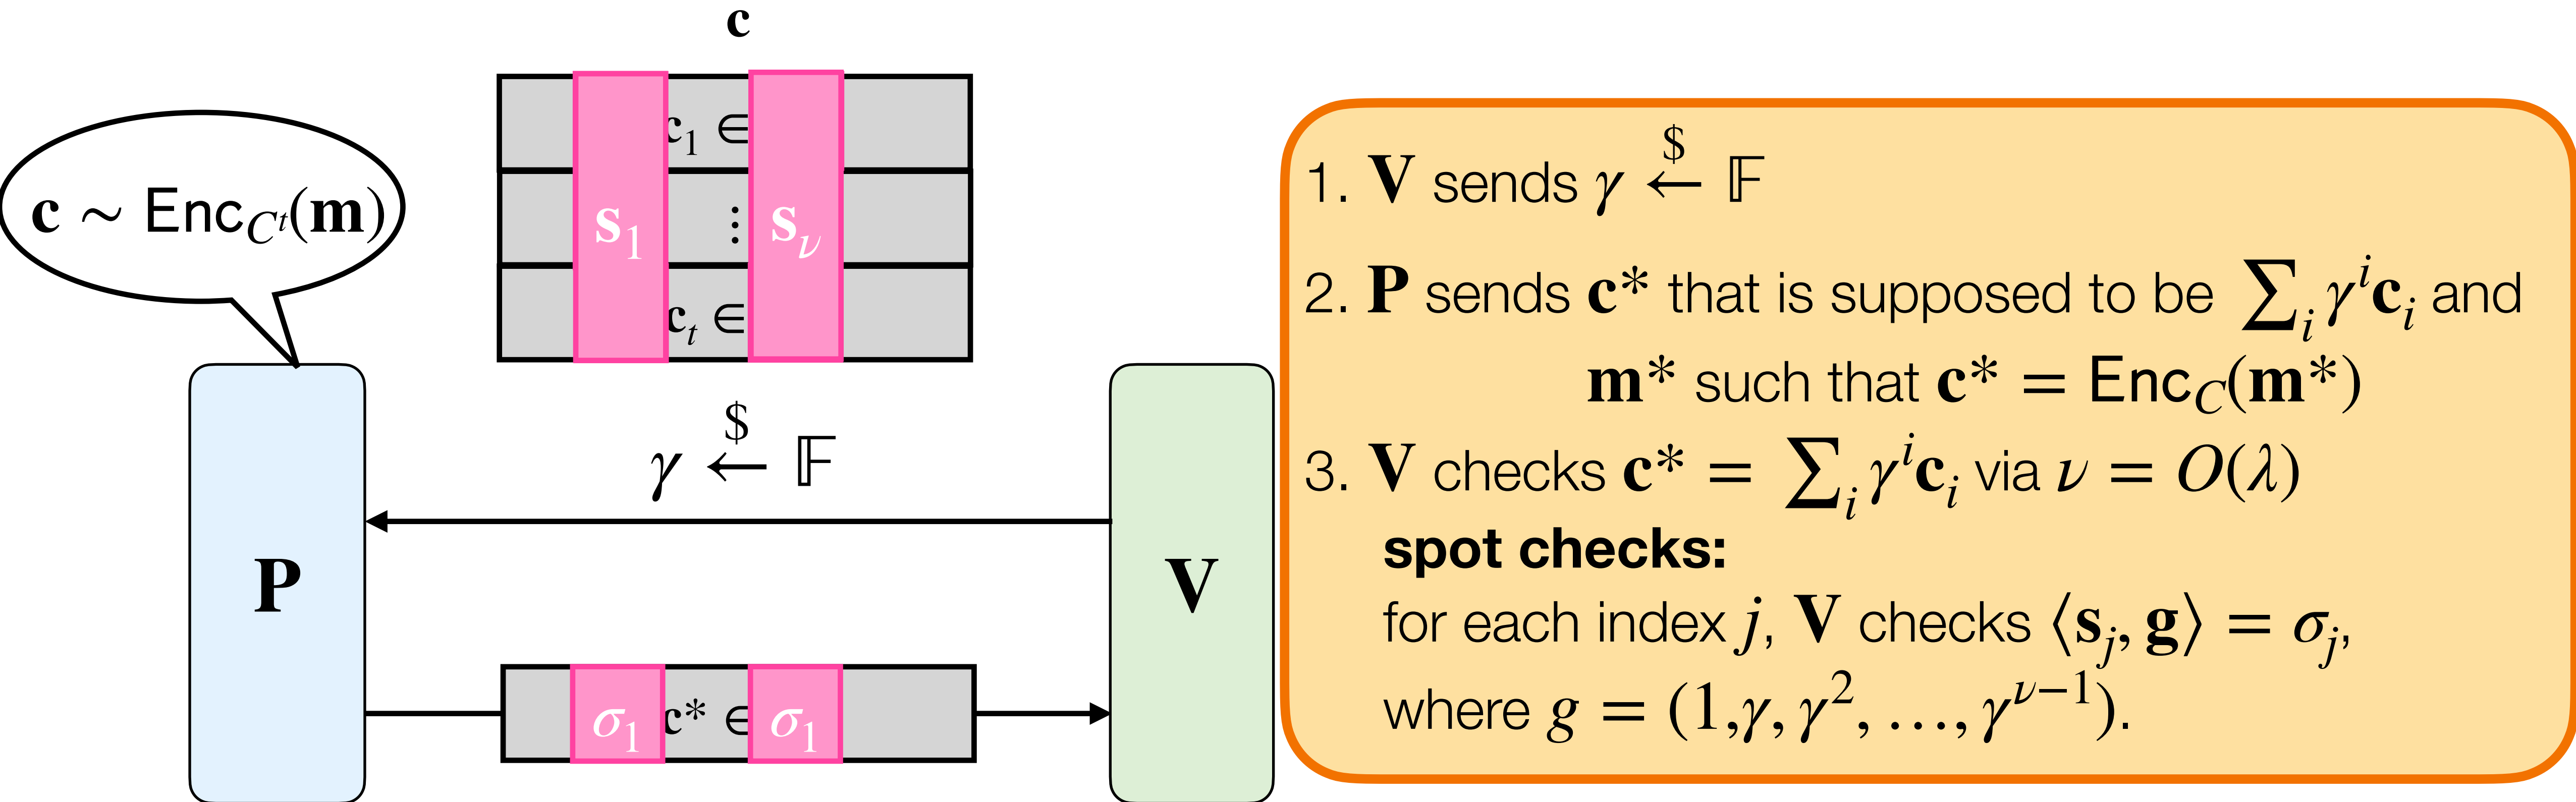 c
c ~ Enc_{C^t}(m)
c_1 ∈
s_1 ⋮ s_ν
c_t ∈
γ ←$ 𝔽
P
V
σ_1 c* ∈ σ_1
1. V sends γ ←$ 𝔽
2. P sends c* that is supposed to be ∑_i γ^i c_i and
m* such that c* = Enc_C(m*)
3. V checks c* = ∑_i γ^i c_i via ν = O(λ)
spot checks:
for each index j, V checks ⟨s_j, g⟩ = σ_j,
where g = (1,γ, γ^2, …, γ^{ν−1}).